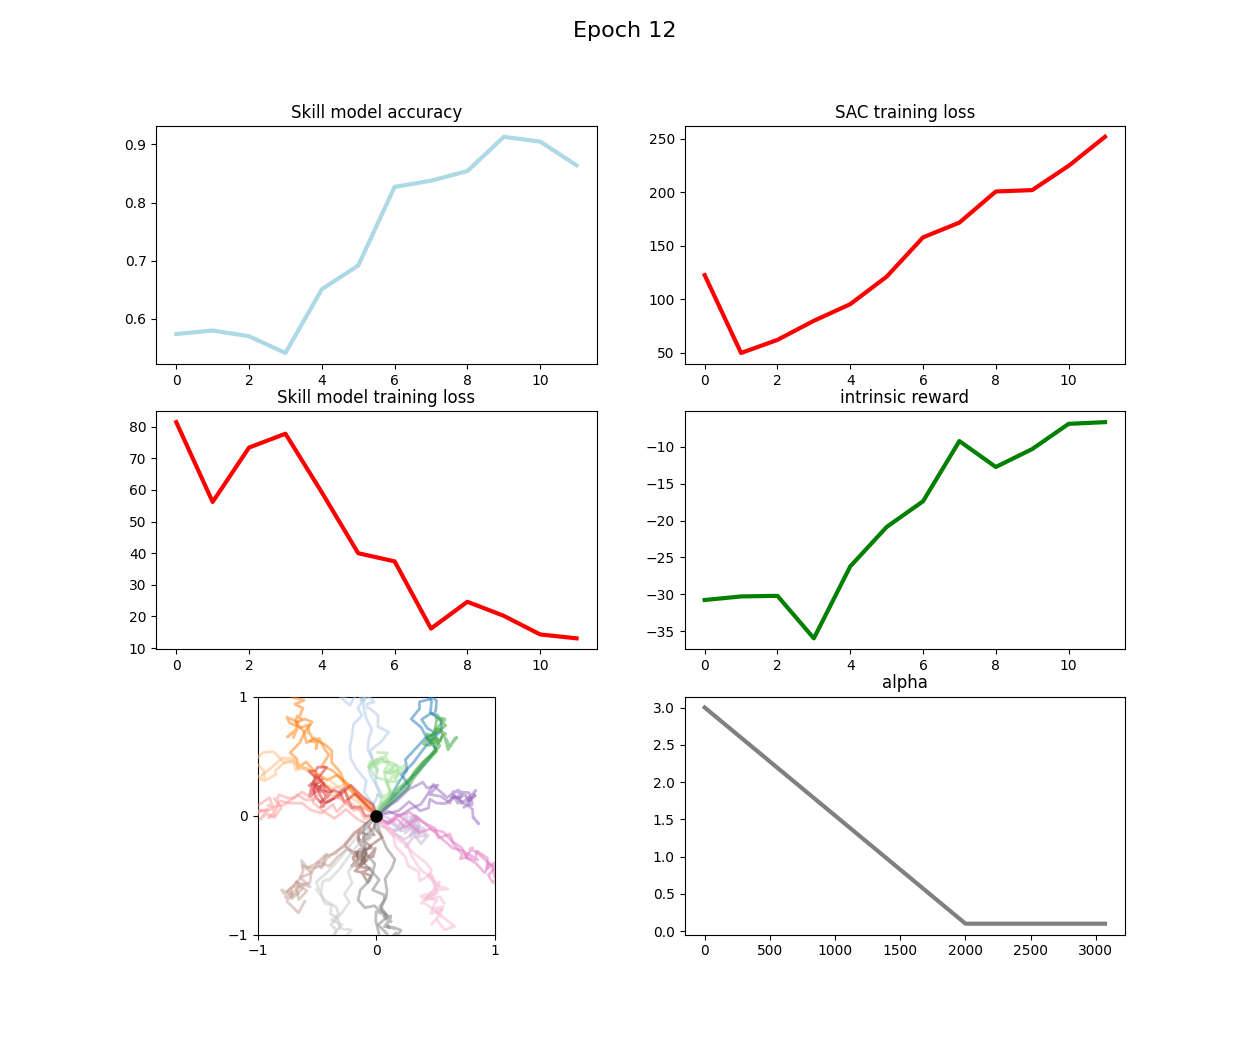 Epoch 12
Skill model accuracy
0.9
0.8
0.7
0.6
0 2 4 6 8 10
SAC training loss
250
200
150
100
50
0 2 4 6 8 10
Skill model training loss
80
70
60
50
40
30
20
10
0 2 4 6 8 10
intrinsic reward
−10
−15
−20
−25
−30
−35
0 2 4 6 8 10
1
0
−1
−1 0 1
alpha
3.0
2.5
2.0
1.5
1.0
0.5
0.0
0 500 1000 1500 2000 2500 3000